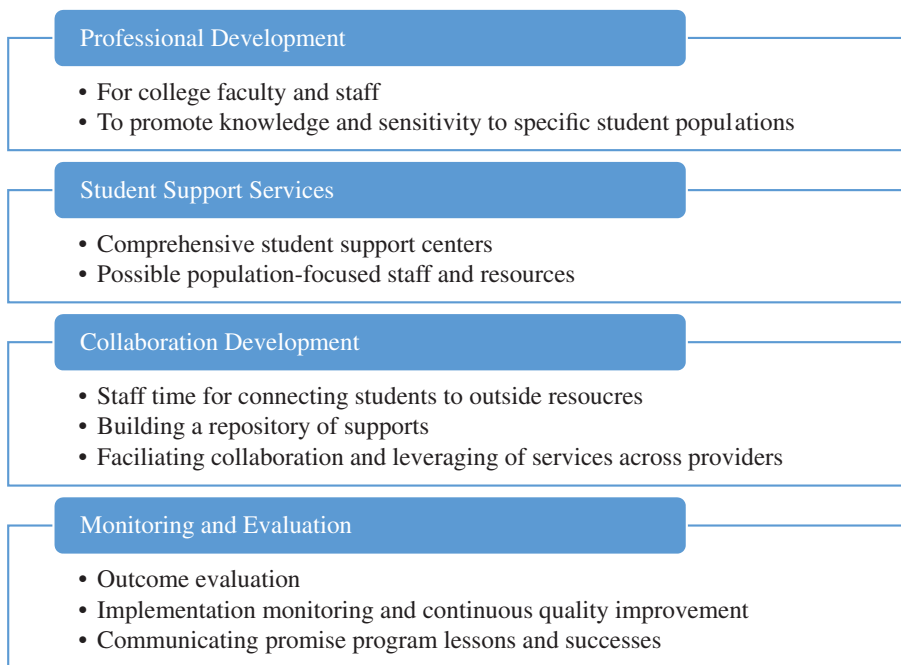 Professional Development
• For college faculty and staff
• To promote knowledge and sensitivity to specific student populations
Student Support Services
• Comprehensive student support centers
• Possible population-focused staff and resources
Collaboration Development
• Staff time for connecting students to outside resoucres
• Building a repository of supports
• Faciliating collaboration and leveraging of services across providers
Monitoring and Evaluation
• Outcome evaluation
• Implementation monitoring and continuous quality improvement
• Communicating promise program lessons and successes